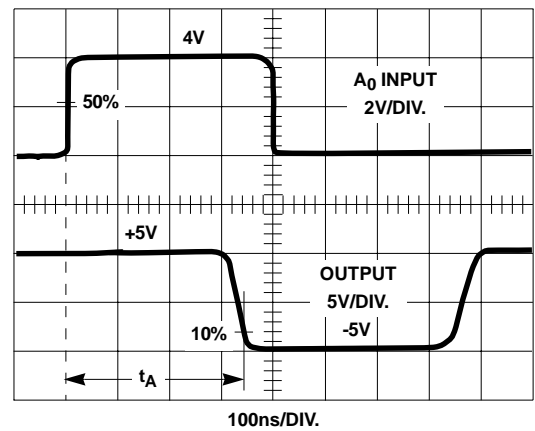 4V
A0 INPUT
2V/DIV.
50%
+5V
OUTPUT
5V/DIV.
-5V
10%
tA
100ns/DIV.